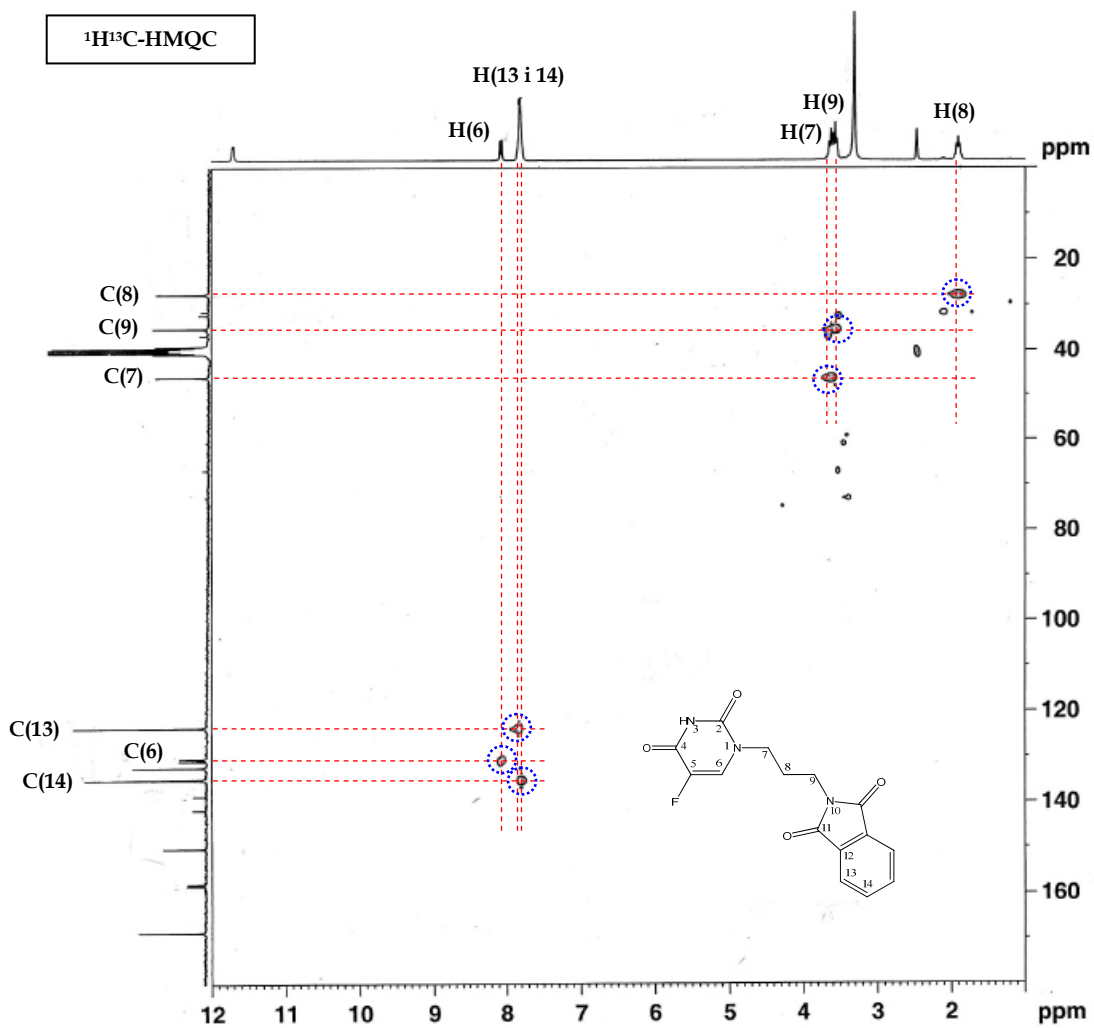 ¹H¹³C-HMQC
H(13 i 14)
H(6)
H(9)
H(7)
H(8)
ppm
C(8)
C(9)
C(7)
C(13)
C(6)
C(14)
20
40
60
80
100
120
140
160
O
HN
3
2
O
4
N
1
5
6
7
8
9
F
N
10
O
O
11
12
13
14
12 11 10 9 8 7 6 5 4 3 2 ppm